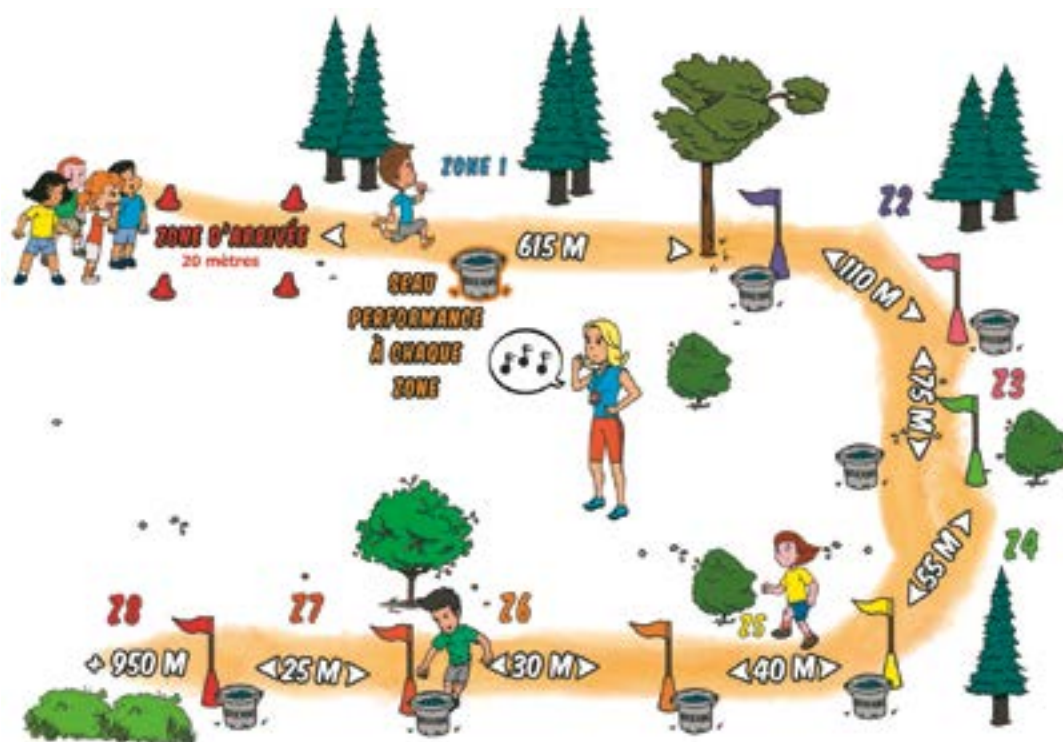 ZONE 1
Z2
ZONE D'ARRIVÉE
20 mètres
615 M
110 M
SEAU
PERFORMANCE
À CHAQUE
ZONE
Z3
75 M
Z4
55 M
Z5
40 M
Z6
30 M
Z7
25 M
Z8
+ 950 M